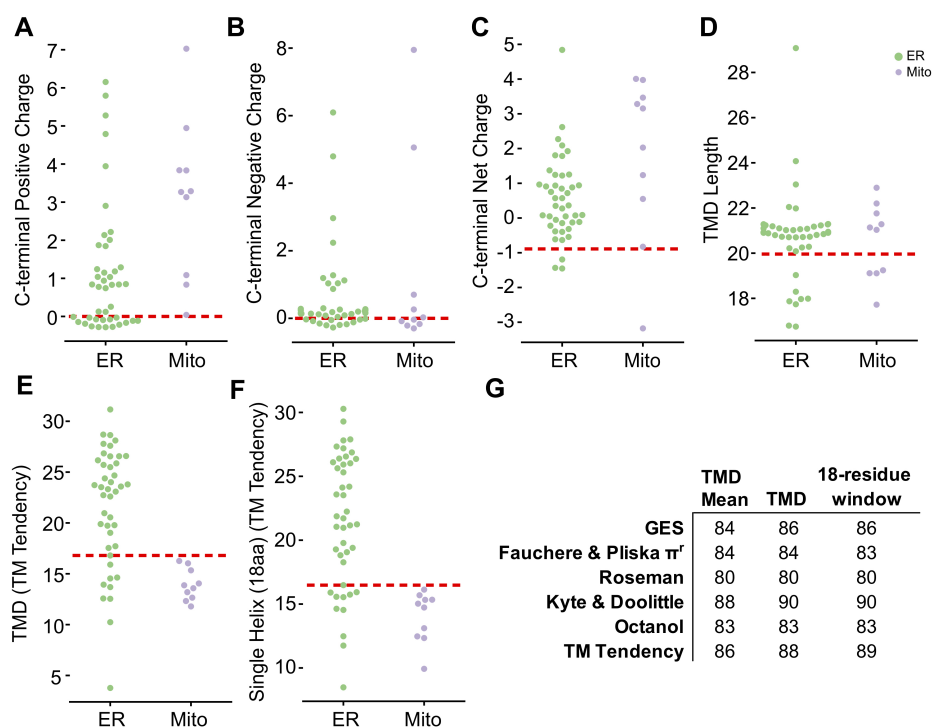 A
C-terminal Positive Charge
7
6
5
4
3
2
1
0
ER
Mito
B
C-terminal Negative Charge
8
6
4
2
0
ER
Mito
C
C-terminal Net Charge
5
4
3
2
1
0
-1
-2
-3
ER
Mito
D
TMD Length
28
26
24
22
20
18
ER
Mito
ER
Mito
E
TMD (TM Tendency)
30
25
20
15
10
5
ER
Mito
F
Single Helix (18aa) (TM Tendency)
30
25
20
15
10
ER
Mito
G
TMD Mean TMD 18-residue window
GES 84 86 86
Fauchere & Pliska πʳ 84 84 83
Roseman 80 80 80
Kyte & Doolittle 88 90 90
Octanol 83 83 83
TM Tendency 86 88 89